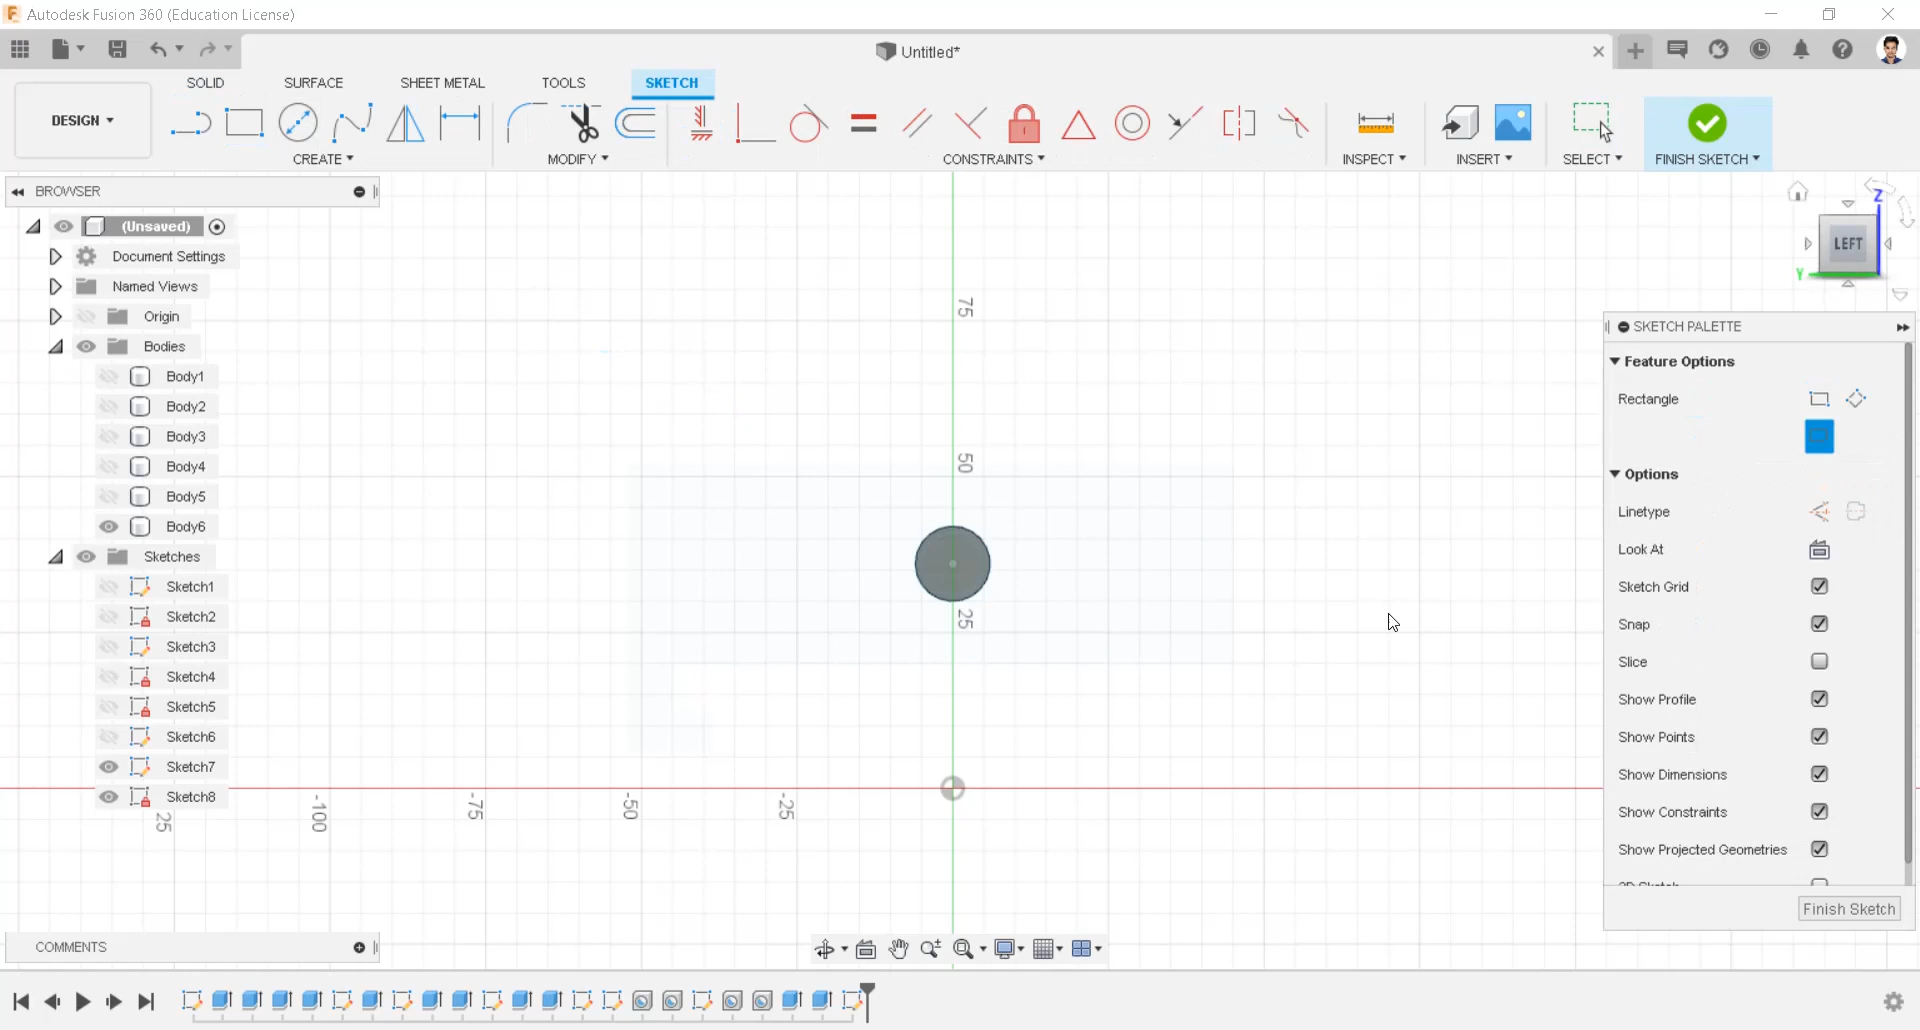 Autodesk Fusion 360 (Education License)
Untitled*
SOLID
SURFACE
SHEET METAL
TOOLS
SKETCH
DESIGN
CREATE
MODIFY
CONSTRAINTS
INSPECT
INSERT
SELECT
FINISH SKETCH
BROWSER
(Unsaved)
Document Settings
Named Views
Origin
Bodies
Body1
Body2
Body3
Body4
Body5
Body6
Sketches
Sketch1
Sketch2
Sketch3
Sketch4
Sketch5
Sketch6
Sketch7
Sketch8
75
50
25
25
-100
-75
-50
-25
Z
LEFT
Y
SKETCH PALETTE
Feature Options
Rectangle
Options
Linetype
Look At
Sketch Grid
Snap
Slice
Show Profile
Show Points
Show Dimensions
Show Constraints
Show Projected Geometries
3D Sketch
Finish Sketch
COMMENTS